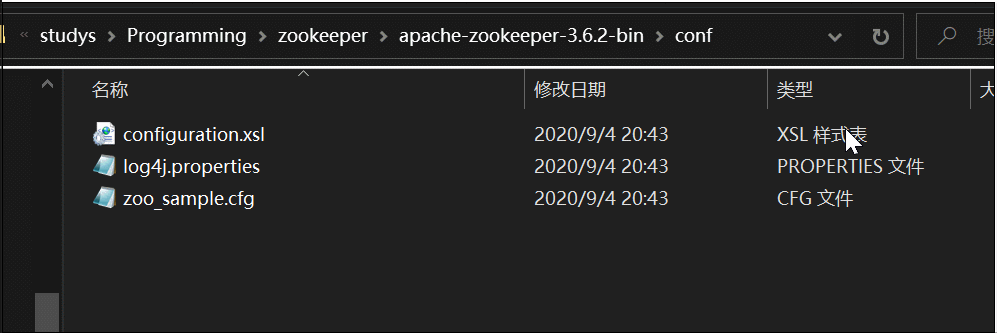 « studys > Programming > zookeeper > apache-zookeeper-3.6.2-bin > conf 搜
名称 修改日期 类型 大
configuration.xsl 2020/9/4 20:43 XSL 样式表
log4j.properties 2020/9/4 20:43 PROPERTIES 文件
zoo_sample.cfg 2020/9/4 20:43 CFG 文件